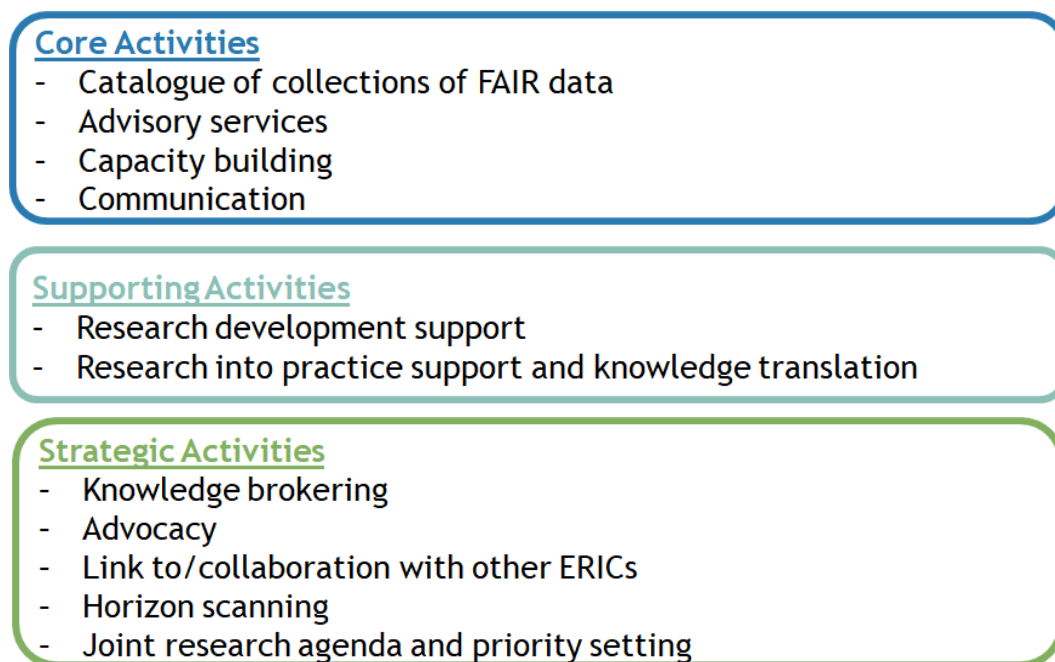 Core Activities
- Catalogue of collections of FAIR data
- Advisory services
- Capacity building
- Communication
Supporting Activities
- Research development support
- Research into practice support and knowledge translation
Strategic Activities
- Knowledge brokering
- Advocacy
- Link to/collaboration with other ERICs
- Horizon scanning
- Joint research agenda and priority setting